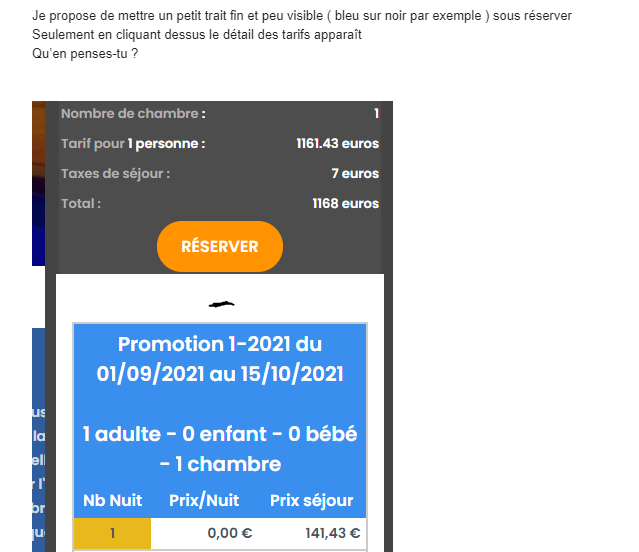 Je propose de mettre un petit trait fin et peu visible ( bleu sur noir par exemple ) sous réserver
Seulement en cliquant dessus le détail des tarifs apparaît
Qu'en penses-tu ?
Nombre de chambre : 1
Tarif pour 1 personne : 1161.43 euros
Taxes de séjour : 7 euros
Total : 1168 euros
RÉSERVER
Promotion 1-2021 du
01/09/2021 au 15/10/2021
1 adulte - 0 enfant - 0 bébé
- 1 chambre
Nb Nuit Prix/Nuit Prix séjour
1 0,00 € 141,43 €